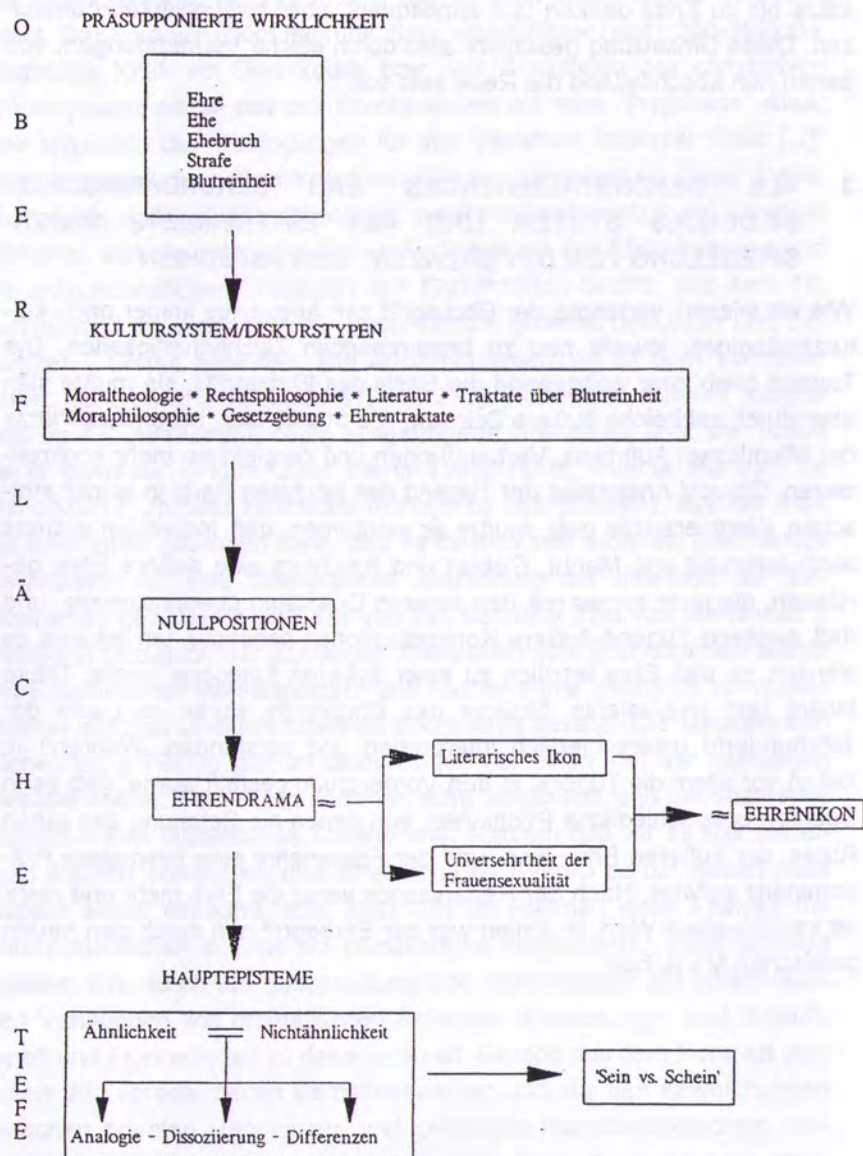 O PRÄSUPPONIERTE WIRKLICHKEIT
Ehre
B Ehe
Ehebruch
Strafe
Blutreinheit
E
R
KULTURSYSTEM/DISKURSTYPEN
F Moraltheologie * Rechtsphilosophie * Literatur * Traktate über Blutreinheit
Moralphilosophie * Gesetzgebung * Ehrentraktate
L
Ä
NULLPOSITIONEN
C
Literarisches Ikon
H EHRENDRAMA ≈ ≈ EHRENIKON
E Unversehrtheit der
Frauensexualität
HAUPTEPISTEME
T Ähnlichkeit Nichtähnlichkeit
I
E 'Sein vs. Schein'
F
E Analogie - Dissoziierung - Differenzen